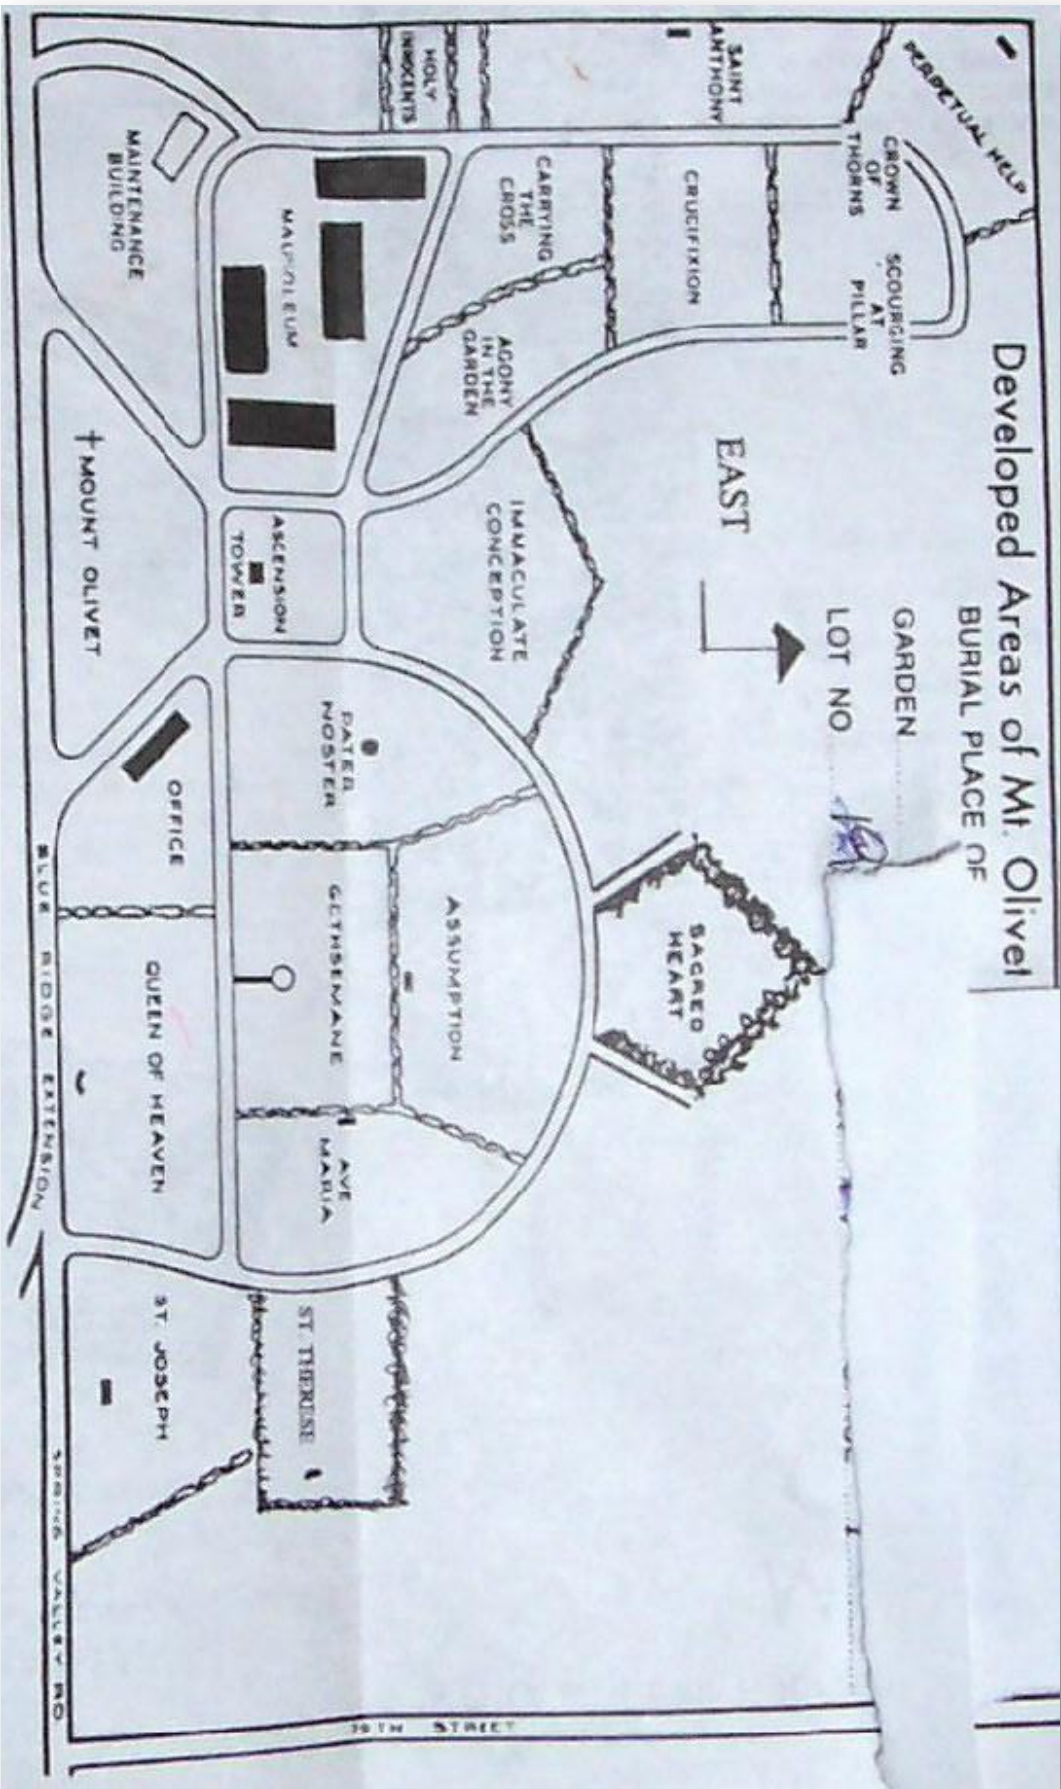 Developed Areas of Mt. Olivet
BURIAL PLACE OF
GARDEN
LOT NO
EAST
PERPETUAL HELP
CROWN
OF
THORNS
SCOURGING
AT
PILLAR
SAINT
ANTHONY
CRUCIFIXION
HOLY
INNOCENTS
CARRYING
THE
CROSS
AGONY
IN THE
GARDEN
IMMACULATE
CONCEPTION
SACRED
HEART
ASSUMPTION
MAINTENANCE
BUILDING
ASCENSION
TOWER
PATER
NOSTER
GETHSEMANE
AVE
MARIA
ST. THERESE
MOUNT OLIVET
OFFICE
QUEEN OF HEAVEN
ST. JOSEPH
BLUE RIDGE EXTENSION
SPRING VALLEY RD
STREET